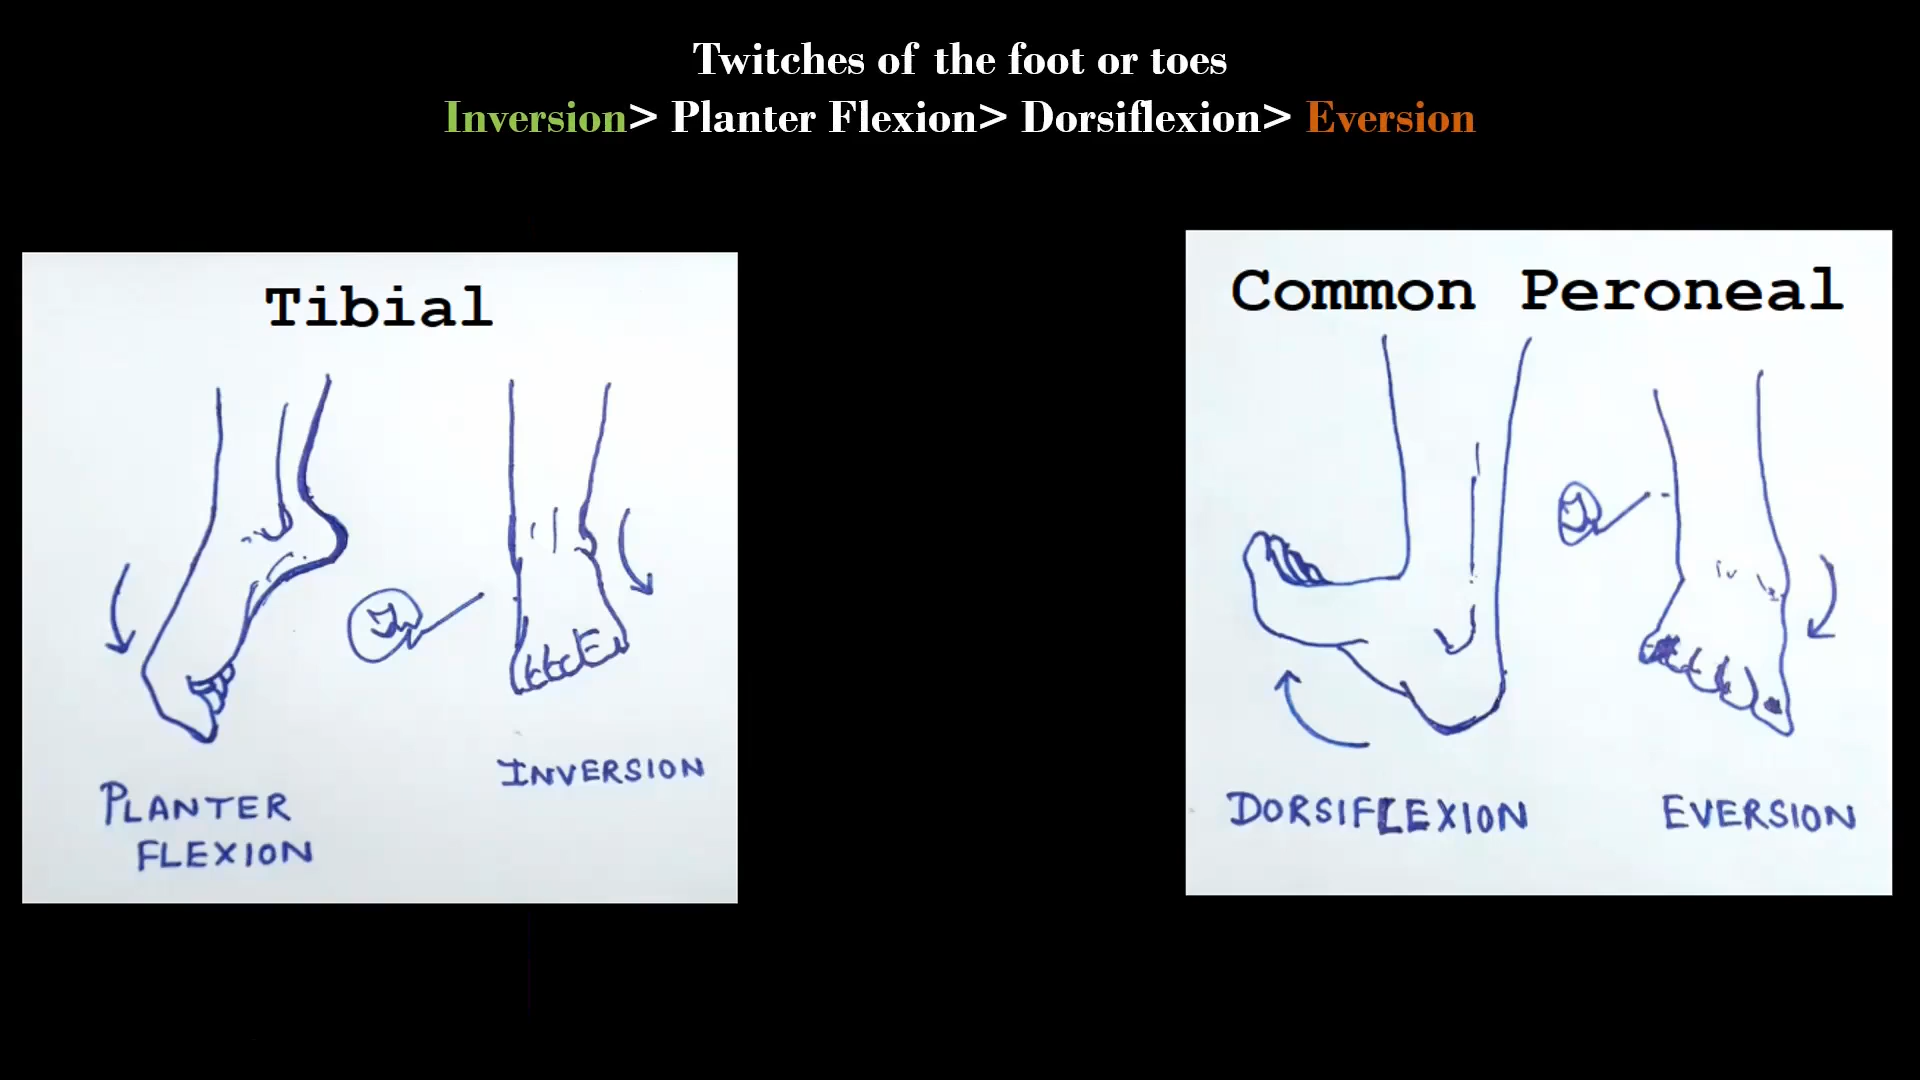 Twitches of the foot or toes
Inversion> Planter Flexion> Dorsiflexion> Eversion
Tibial
PLANTER
FLEXION
INVERSION
Common Peroneal
DORSIFLEXION
EVERSION